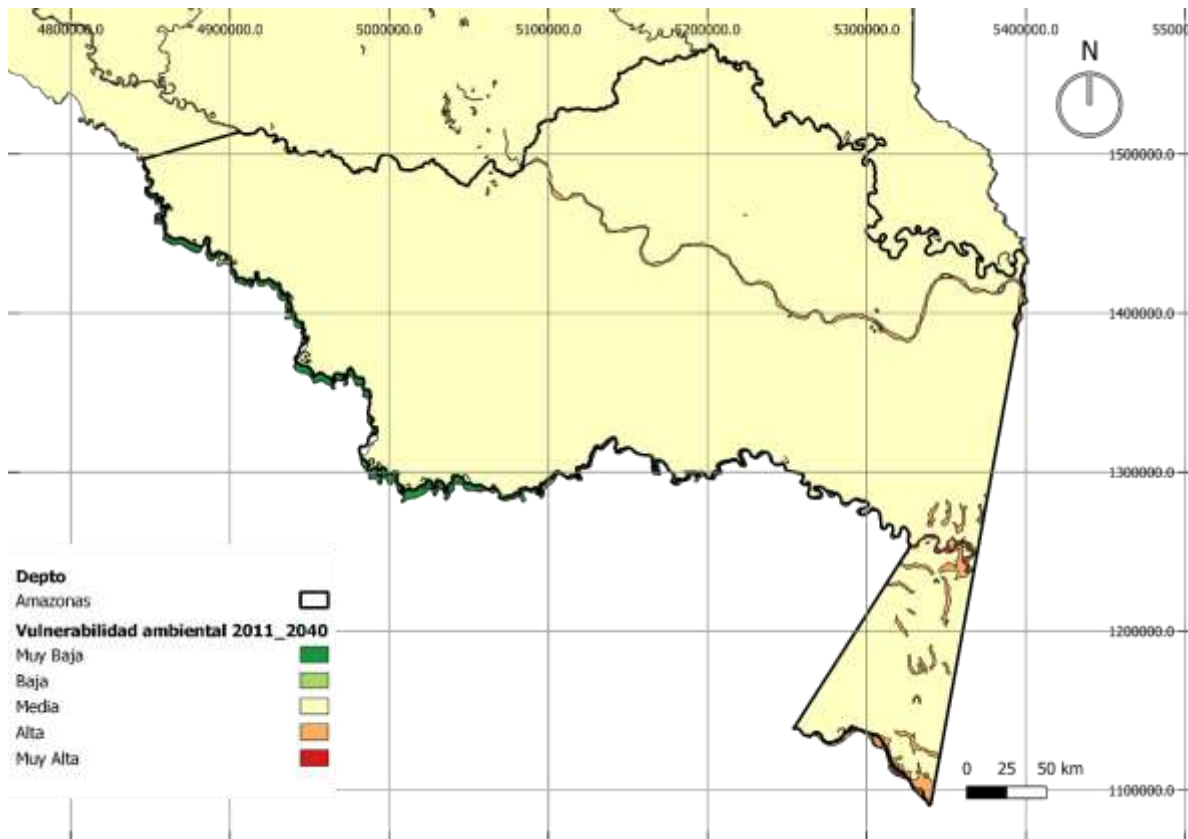 4800000.0 4900000.0 5000000.0 5100000.0 5200000.0 5300000.0 5400000.0 55000
N
1500000.0
1400000.0
1300000.0
1200000.0
1100000.0
Depto
Amazonas
Vulnerabilidad ambiental 2011_2040
Muy Baja
Baja
Media
Alta
Muy Alta
0 25 50 km